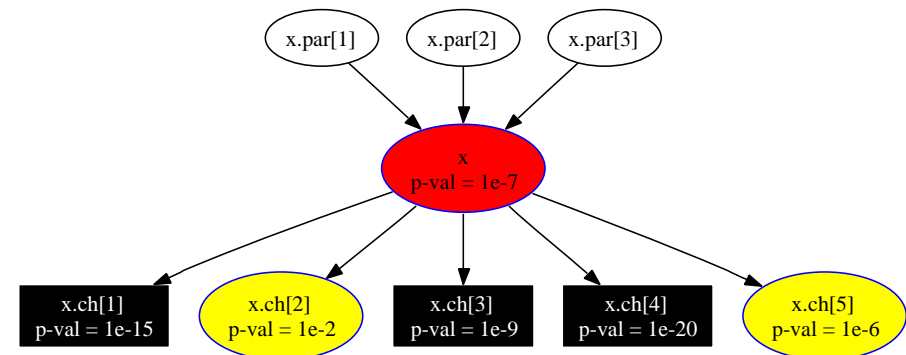 x.par[1]
x.par[2]
x.par[3]
x
p-val = 1e-7
x.ch[1]
p-val = 1e-15
x.ch[2]
p-val = 1e-2
x.ch[3]
p-val = 1e-9
x.ch[4]
p-val = 1e-20
x.ch[5]
p-val = 1e-6